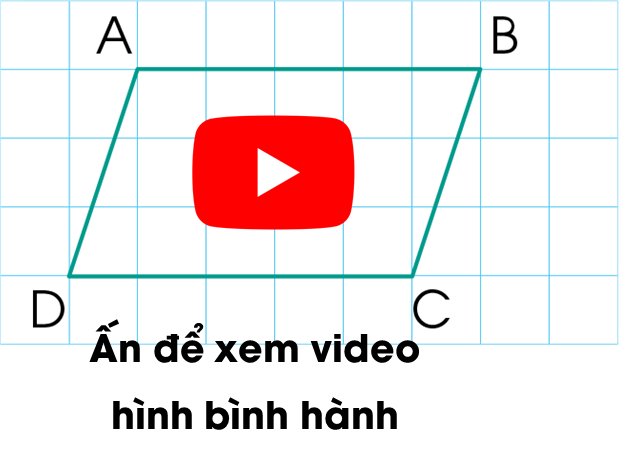 A B
D C
Ấn để xem video
hình bình hành